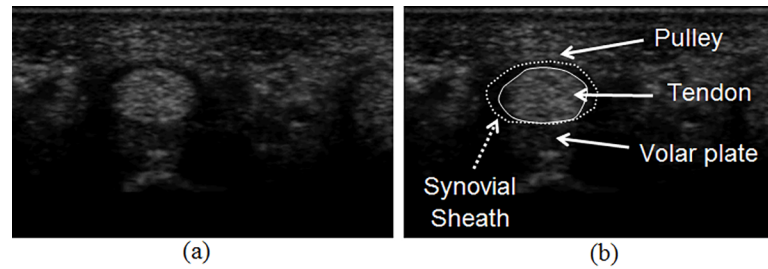 Pulley
Tendon
Volar plate
Synovial
Sheath
(a)
(b)